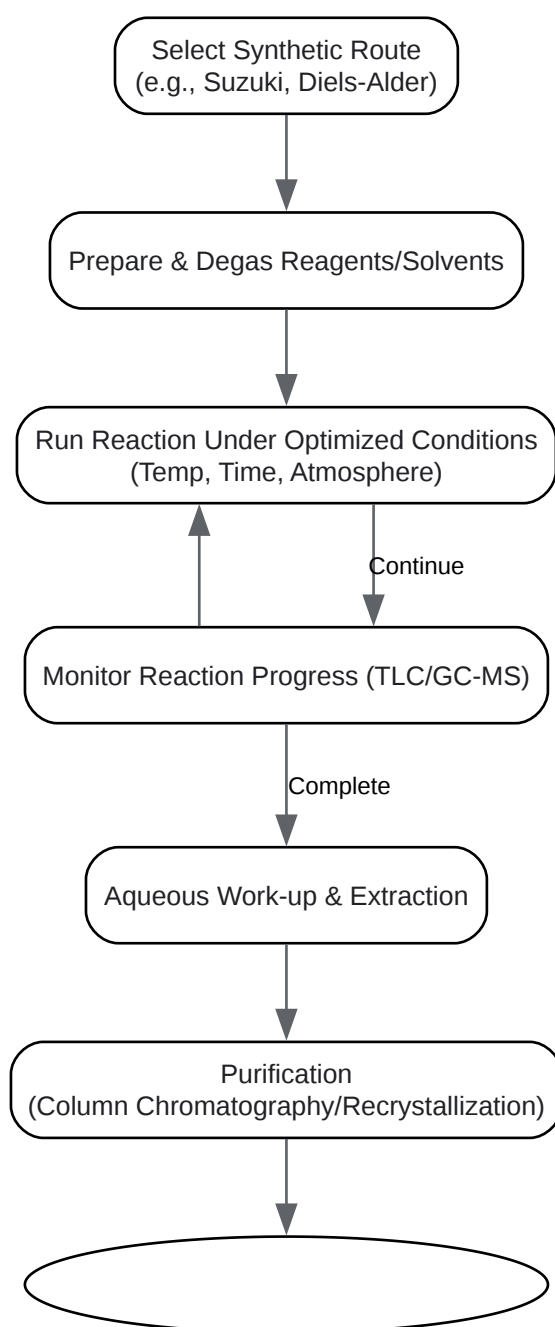 Select Synthetic Route
(e.g., Suzuki, Diels-Alder)
Prepare & Degas Reagents/Solvents
Run Reaction Under Optimized Conditions
(Temp, Time, Atmosphere)
Continue
Monitor Reaction Progress (TLC/GC-MS)
Complete
Aqueous Work-up & Extraction
Purification
(Column Chromatography/Recrystallization)